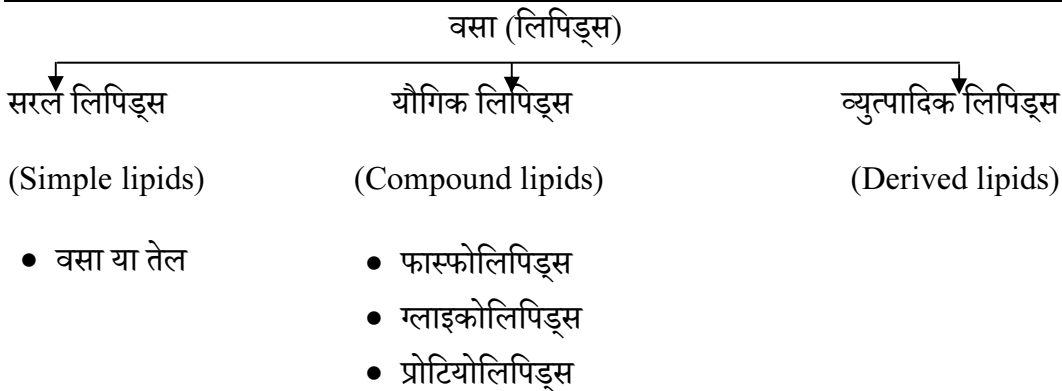 वसा (लिपिड्स)
सरल लिपिड्स यौगिक लिपिड्स व्युत्पादिक लिपिड्स
(Simple lipids) (Compound lipids) (Derived lipids)
• वसा या तेल • फास्फोलिपिड्स
• ग्लाइकोलिपिड्स
• प्रोटियोलिपिड्स